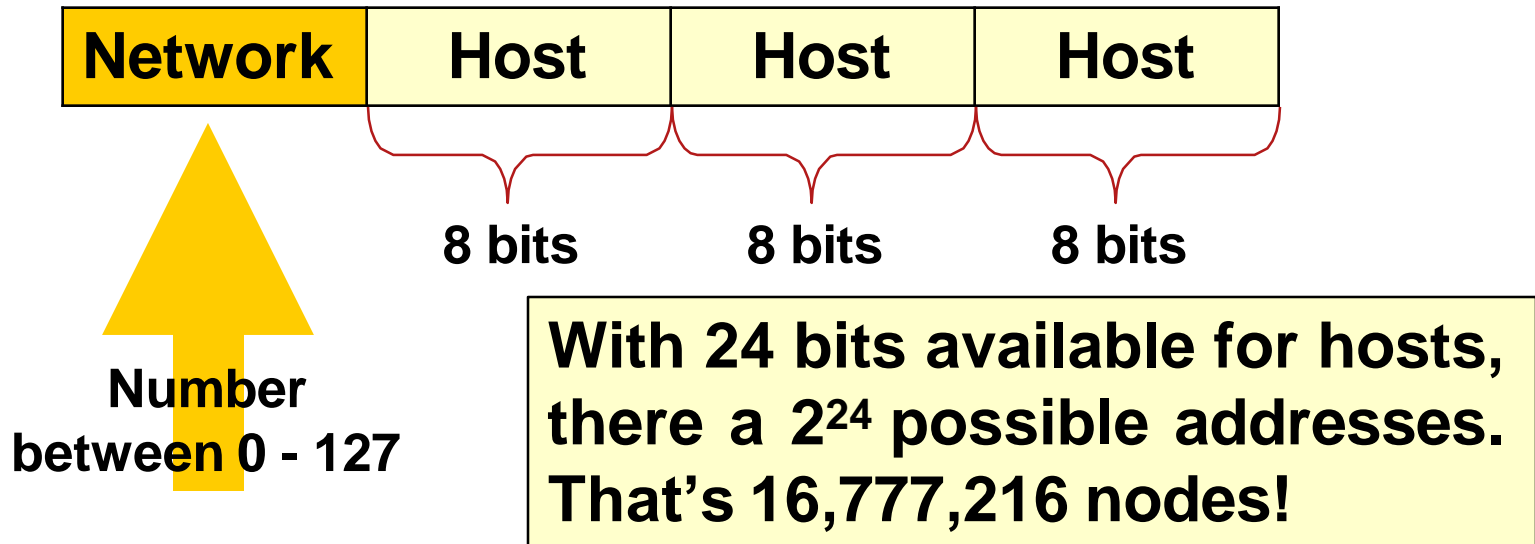 Network Host Host Host
8 bits 8 bits 8 bits
Number
between 0 - 127
With 24 bits available for hosts,
there a 2²⁴ possible addresses.
That’s 16,777,216 nodes!